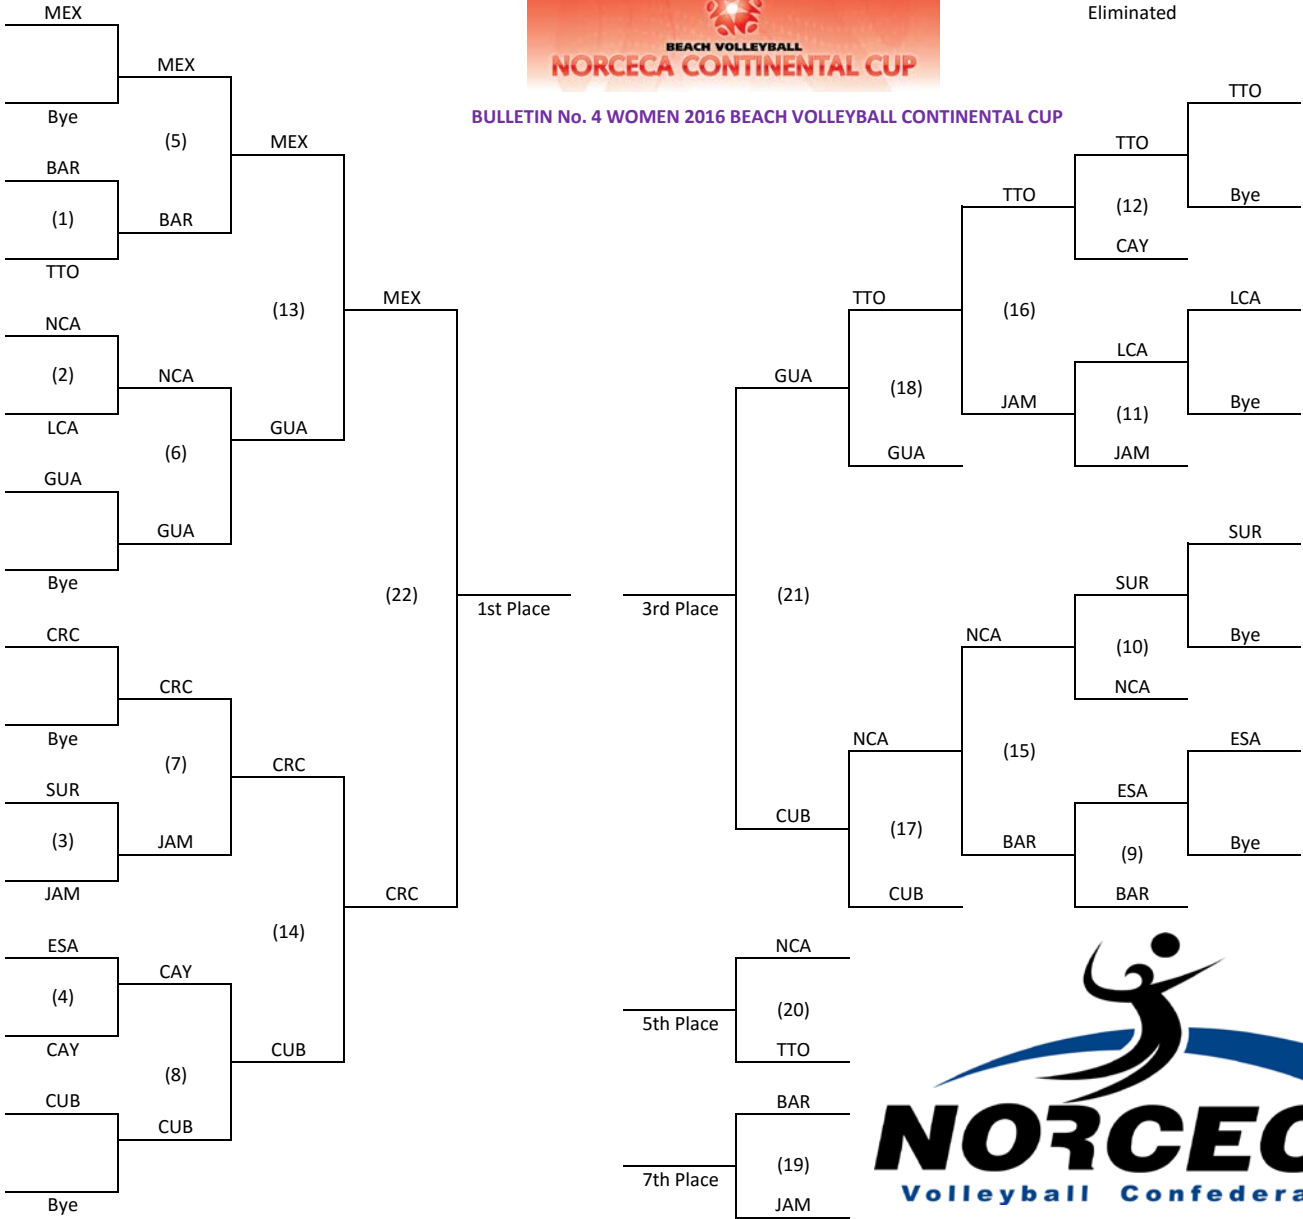 MEX
Eliminated
BEACH VOLLEYBALL
NORCECA CONTINENTAL CUP
MEX
TTO
Bye
BULLETIN No. 4 WOMEN 2016 BEACH VOLLEYBALL CONTINENTAL CUP
(5)
MEX
TTO
BAR
TTO
Bye
(1)
BAR
(12)
CAY
TTO
MEX
TTO
LCA
(13)
(16)
NCA
LCA
(2)
NCA
GUA
(18)
JAM
(11)
Bye
LCA
GUA
(6)
GUA
JAM
GUA
GUA
SUR
Bye
SUR
(22)
1st Place
3rd Place
(21)
CRC
NCA
(10)
Bye
CRC
NCA
Bye
NCA
ESA
(7)
CRC
(15)
SUR
ESA
CUB
(17)
(3)
JAM
BAR
(9)
Bye
JAM
CRC
CUB
BAR
(14)
ESA
NCA
CAY
(4)
(20)
5th Place
CAY
CUB
TTO
(8)
CUB
BAR
CUB
(19)
7th Place
Bye
JAM
NORCEC
Volleyball Confedera